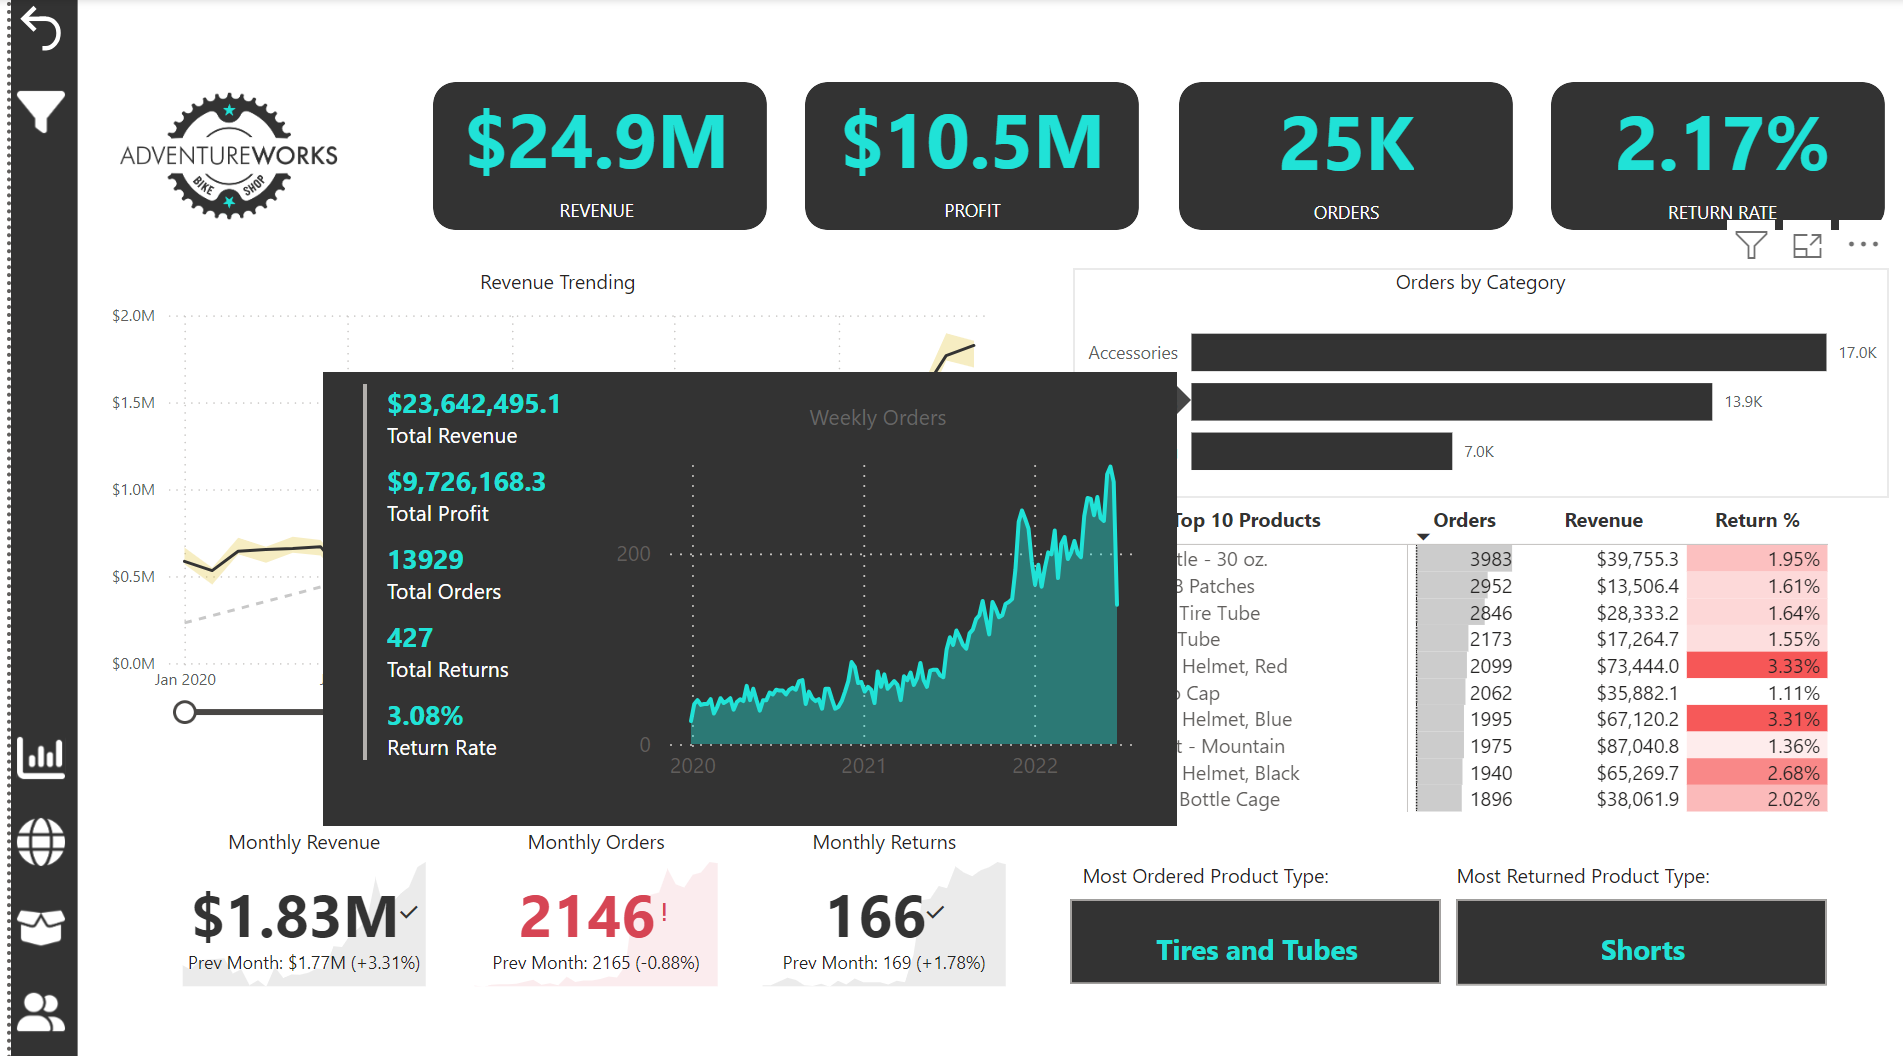 ADVENTUREWORKS
BIKE SHOP
$24.9M
REVENUE
$10.5M
PROFIT
25K
ORDERS
2.17%
RETURN RATE
Revenue Trending
$2.0M
$1.5M
$1.0M
$0.5M
$0.0M
Jan 2020
Orders by Category
Accessories
17.0K
13.9K
7.0K
$23,642,495.1
Total Revenue
$9,726,168.3
Total Profit
13929
Total Orders
427
Total Returns
3.08%
Return Rate
Weekly Orders
200
0
2020 2021 2022
Top 10 Products Orders Revenue Return %
tle - 30 oz. 3983 $39,755.3 1.95%
Patches 2952 $13,506.4 1.61%
Tire Tube 2846 $28,333.2 1.64%
Tube 2173 $17,264.7 1.55%
Helmet, Red 2099 $73,444.0 3.33%
Cap 2062 $35,882.1 1.11%
Helmet, Blue 1995 $67,120.2 3.31%
t - Mountain 1975 $87,040.8 1.36%
Helmet, Black 1940 $65,269.7 2.68%
Bottle Cage 1896 $38,061.9 2.02%
Monthly Revenue
$1.83M
Prev Month: $1.77M (+3.31%)
Monthly Orders
2146!
Prev Month: 2165 (-0.88%)
Monthly Returns
166
Prev Month: 169 (+1.78%)
Most Ordered Product Type:
Tires and Tubes
Most Returned Product Type:
Shorts